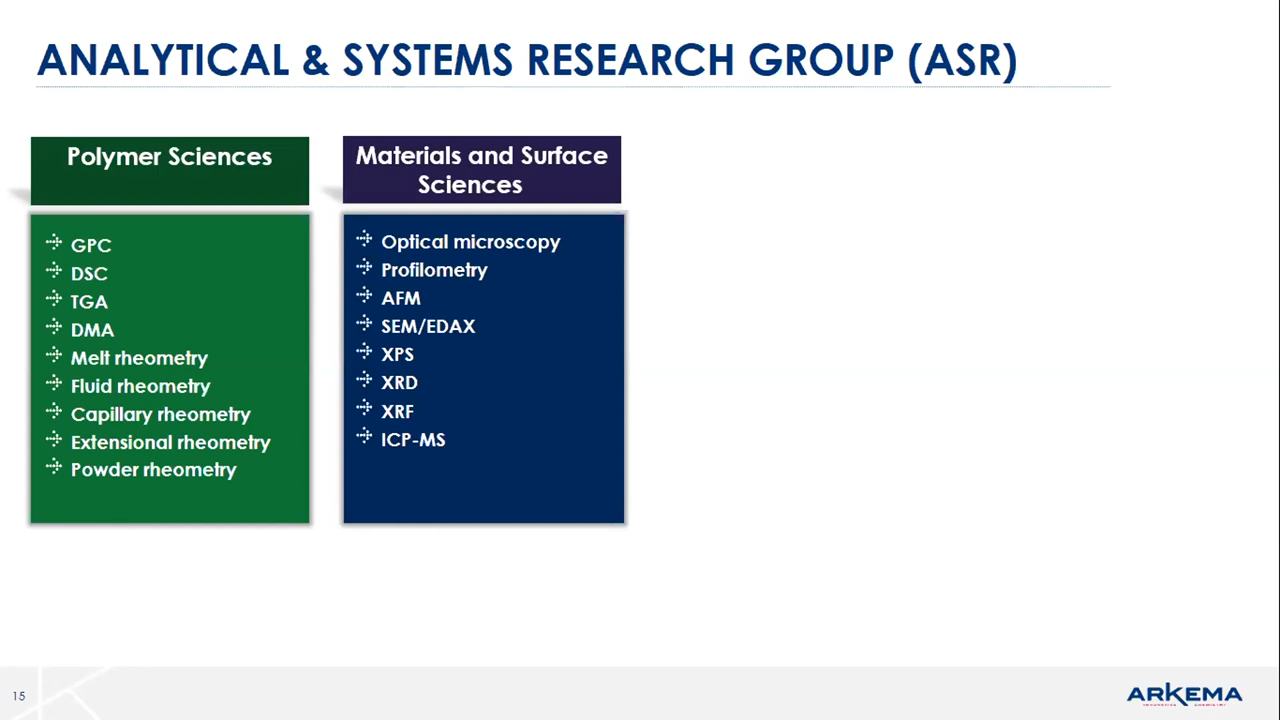 ANALYTICAL & SYSTEMS RESEARCH GROUP (ASR)
Polymer Sciences
GPC
DSC
TGA
DMA
Melt rheometry
Fluid rheometry
Capillary rheometry
Extensional rheometry
Powder rheometry
Materials and Surface
Sciences
Optical microscopy
Profilometry
AFM
SEM/EDAX
XPS
XRD
XRF
ICP-MS
15
ARKEMA